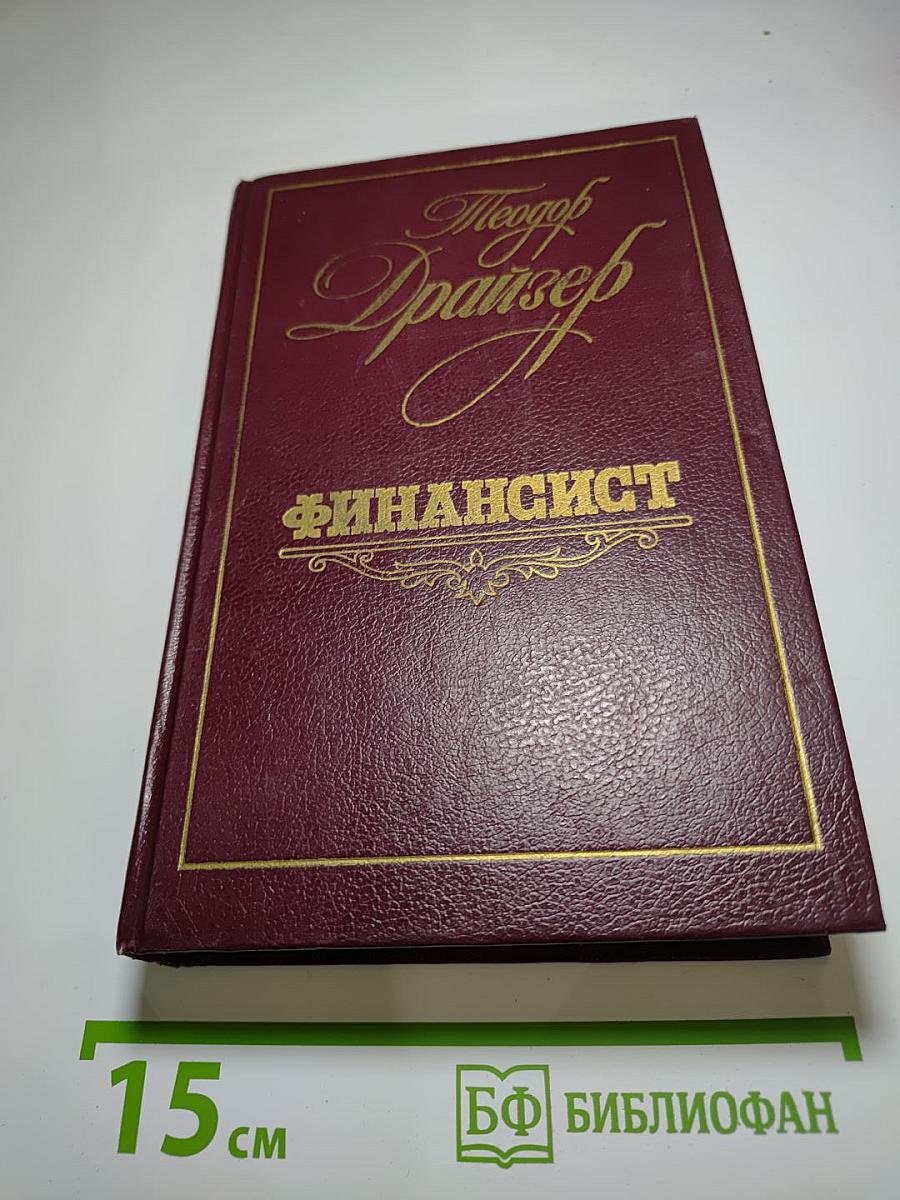 Теодор
Драйзер
ФИНАНСИСТ
15 см
БФ БИБЛИОФАН